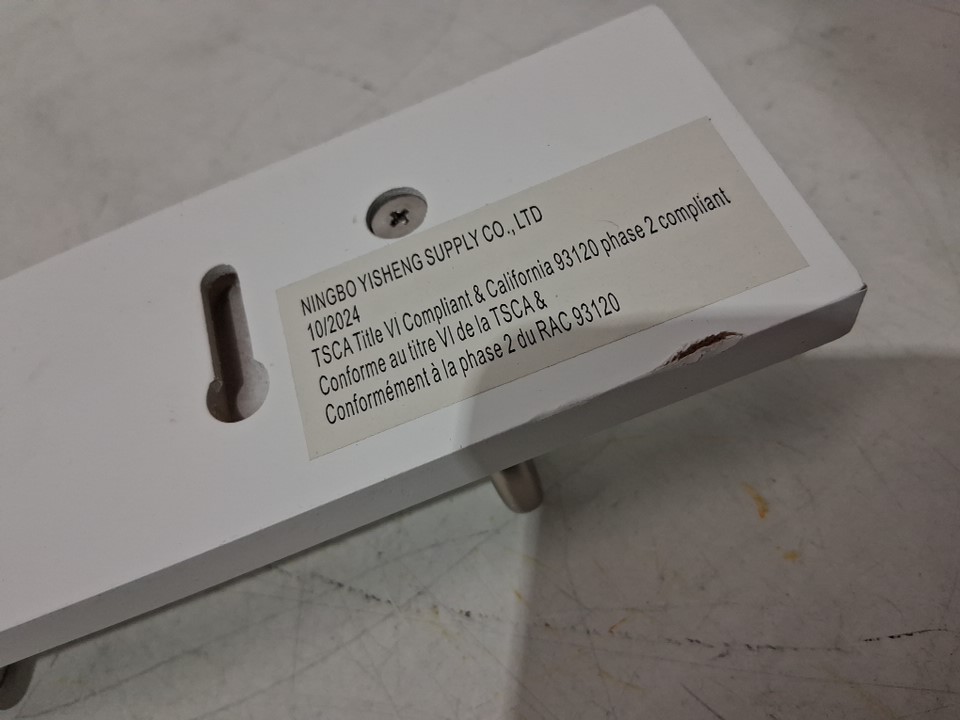 NINGBO YISHENG SUPPLY CO., LTD
10/2024
TSCA Title VI Compliant & California 93120 phase 2 compliant
Conforme au titre VI de la TSCA &
Conformément à la phase 2 du RAC 93120